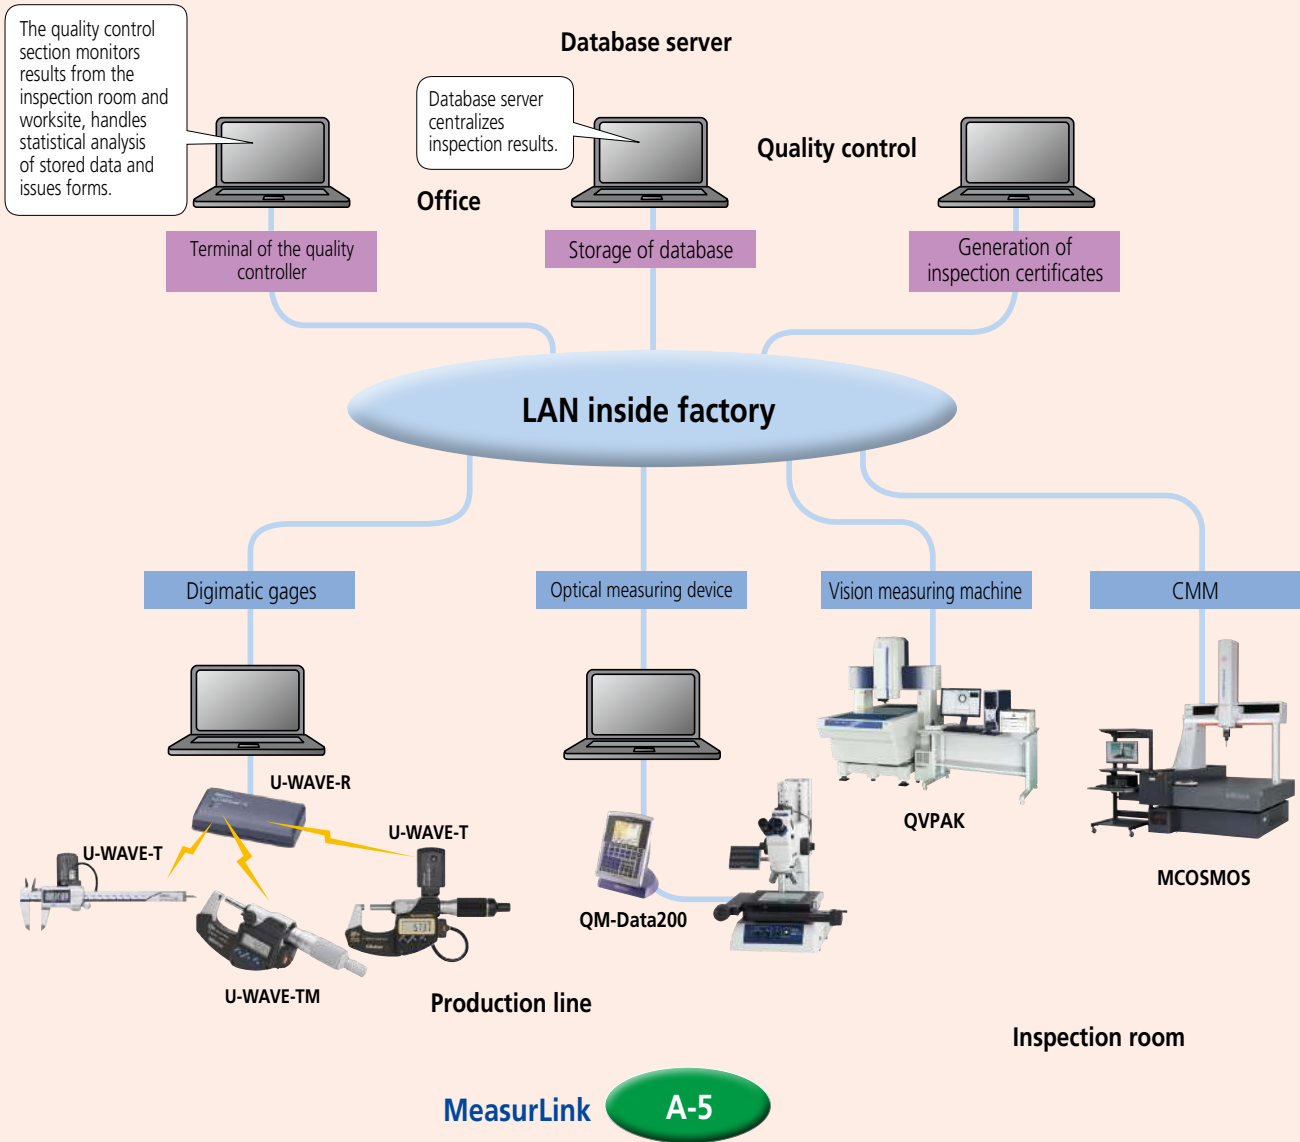 The quality control
section monitors
results from the
inspection room and
worksite, handles
statistical analysis
of stored data and
issues forms.
Database server
Database server
centralizes
inspection results.
Quality control
Office
Terminal of the quality
controller
Storage of database
Generation of
inspection certificates
LAN inside factory
Digimatic gages
Optical measuring device
Vision measuring machine
CMM
U-WAVE-R
U-WAVE-T
U-WAVE-T
QVPAK
MCOSMOS
QM-Data200
U-WAVE-TM
Production line
Inspection room
MeasurLink
A-5